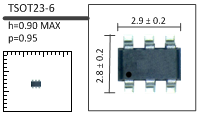 TSOT23-6
h=0.90 MAX
p=0.95
2.9 ± 0.2
2.8 ± 0.2